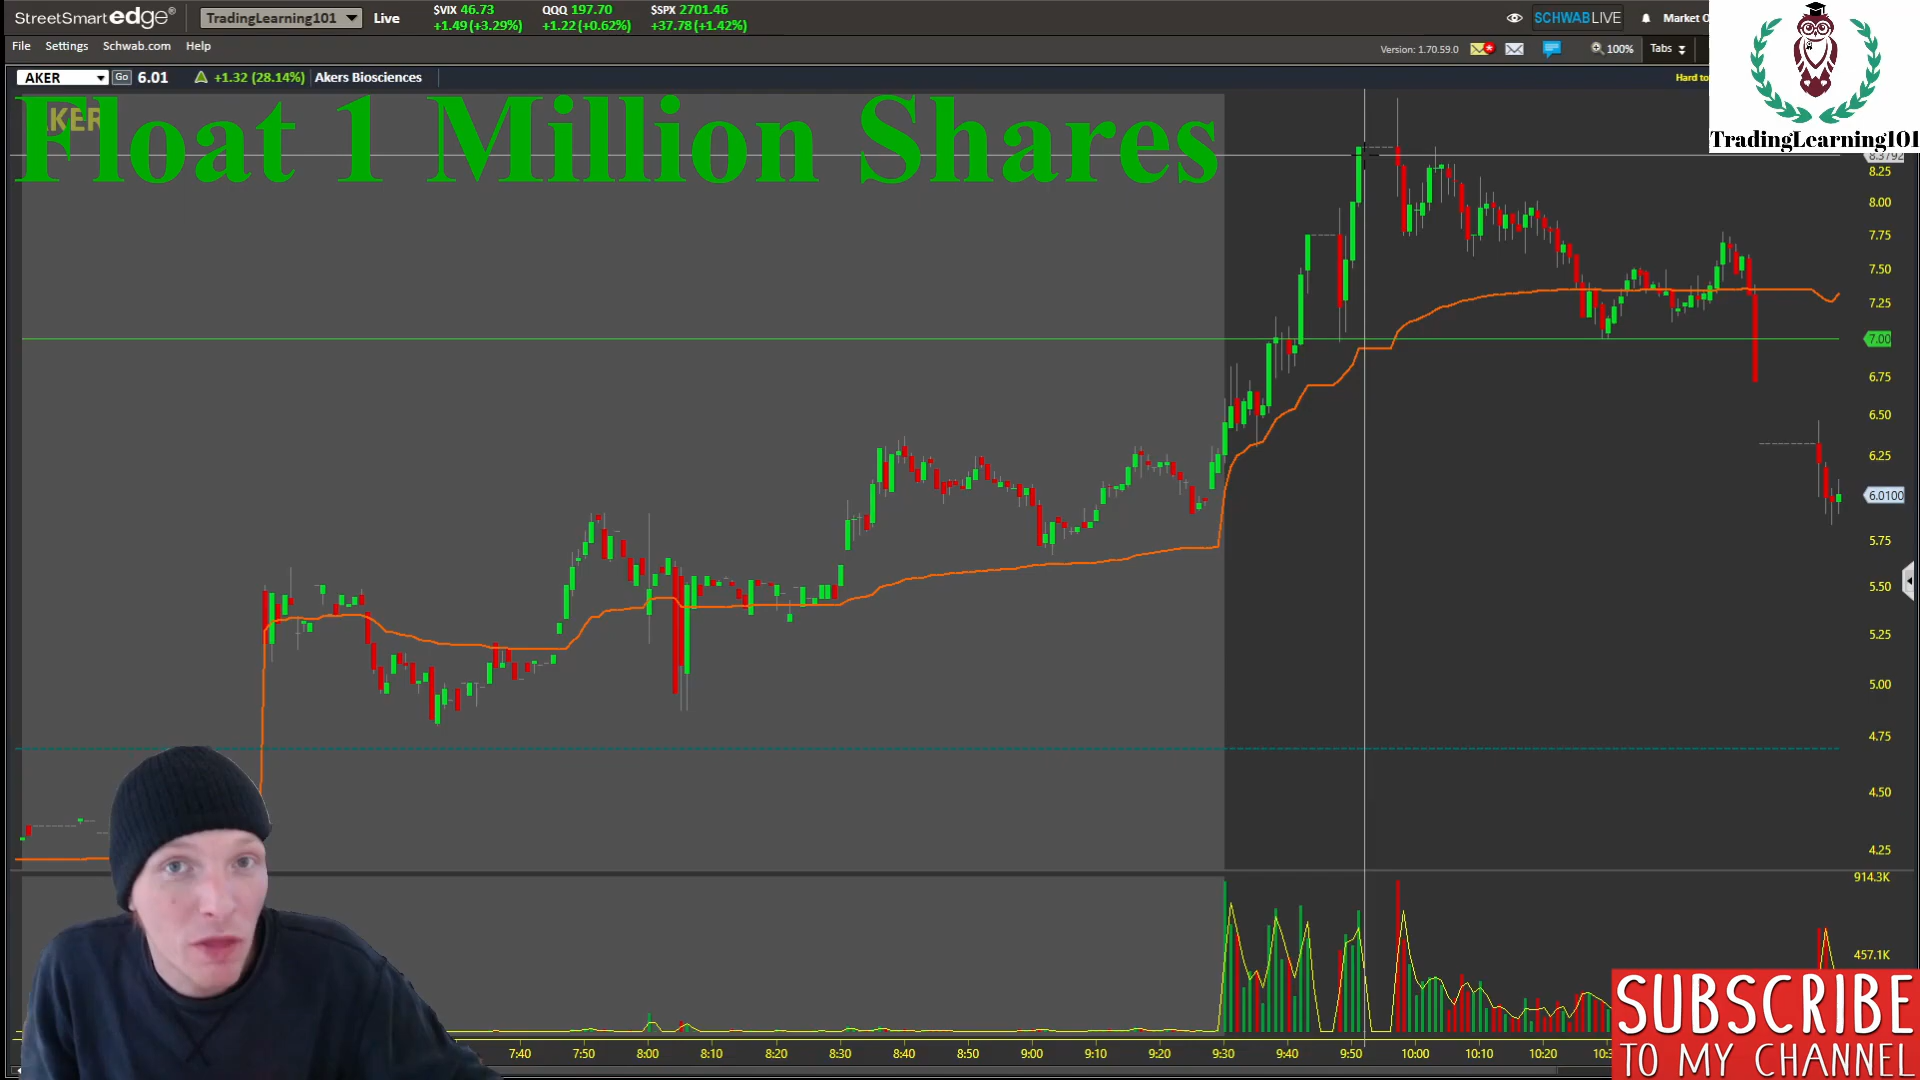 StreetSmart edge® TradingLearning101 Live $VIX 46.73 QQQ 197.70 $SPX 2701.46 SCHWABLIVE
+1.49 (+3.29%) +1.22 (+0.62%) +37.78 (+1.42%)
File Settings Schwab.com Help Version: 1.70.59.0 100% Tabs
AKER Go 6.01 +1.32 (28.14%) Akers Biosciences Hard to
Float 1 Million Shares
TradingLearning101
8.3792
8.25
8.00
7.75
7.50
7.25
7.00
6.75
6.50
6.25
6.0100
5.75
5.50
5.25
5.00
4.75
4.50
4.25
914.3K
457.1K
7:40 7:50 8:00 8:10 8:20 8:30 8:40 8:50 9:00 9:10 9:20 9:30 9:40 9:50 10:00 10:10 10:20
SUBSCRIBE
TO MY CHANNEL